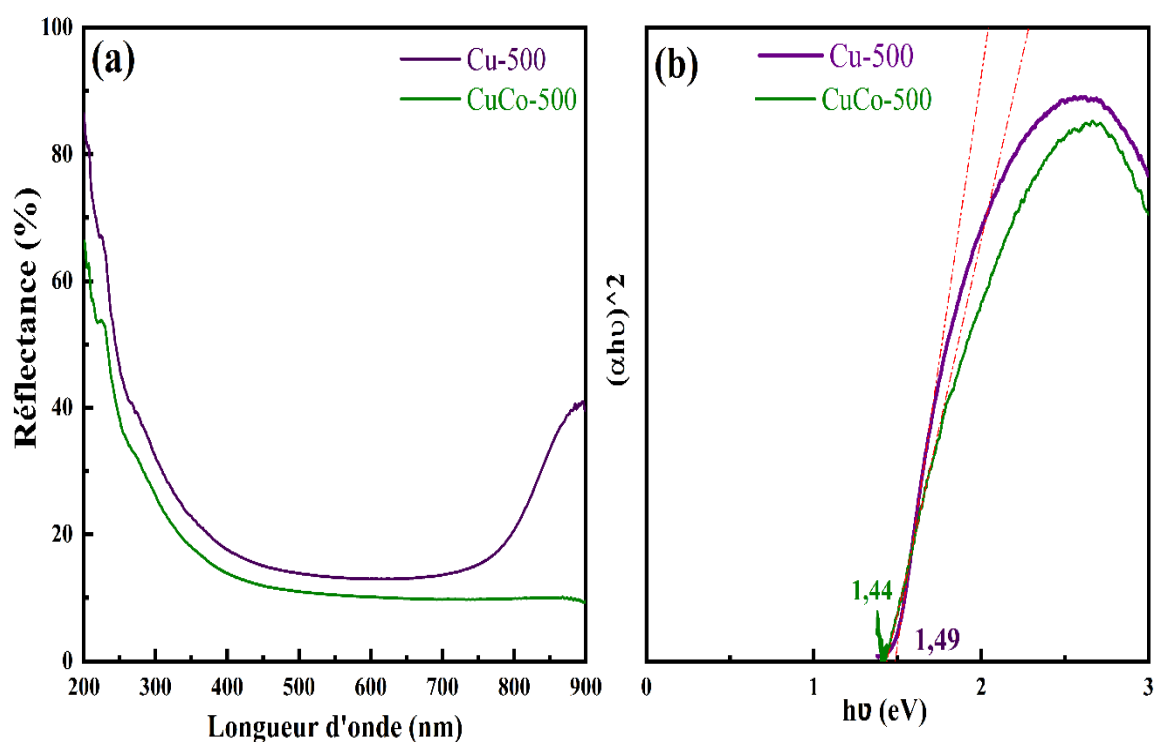 (a)
Cu-500
CuCo-500
Réflectance (%)
100
80
60
40
20
0
200 300 400 500 600 700 800 900
Longueur d'onde (nm)
(b)
Cu-500
CuCo-500
(αhυ)^2
1,44
1,49
0 1 2 3
hυ (eV)